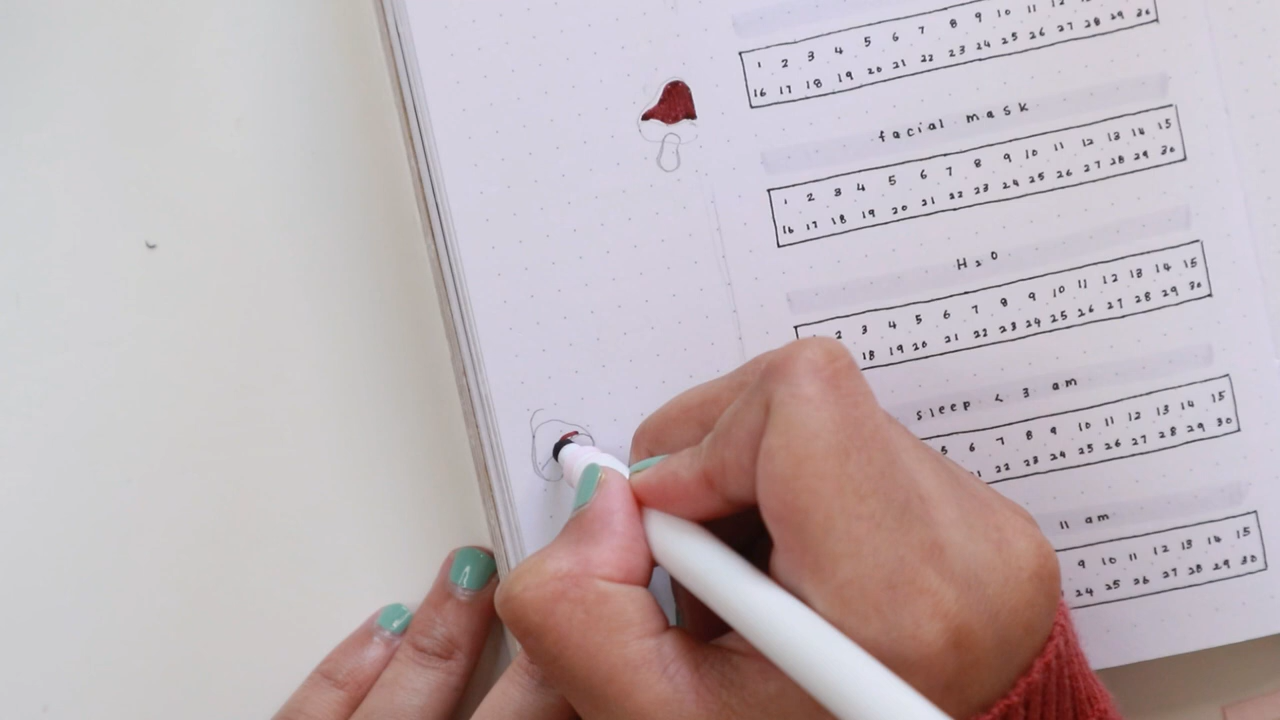 1 2 3 4 5 6 7 8 9 10 11 12
16 17 18 19 20 21 22 23 24 25 26 27 28 29 30
facial mask
1 2 3 4 5 6 7 8 9 10 11 12 13 14 15
16 17 18 19 20 21 22 23 24 25 26 27 28 29 30
H2O
2 3 4 5 6 7 8 9 10 11 12 13 14 15
18 19 20 21 22 23 24 25 26 27 28 29 30
sleep < 3 am
5 6 7 8 9 10 11 12 13 14 15
22 23 24 25 26 27 28 29 30
11 am
9 10 11 12 13 14 15
24 25 26 27 28 29 30